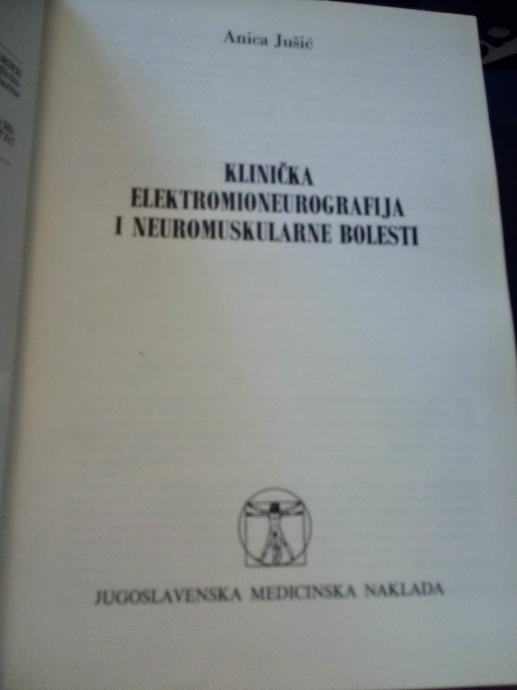 Anica Jušić
KLINIČKA
ELEKTROMIONEUROGRAFIJA
I NEUROMUSKULARNE BOLESTI
JUGOSLAVENSKA MEDICINSKA NAKLADA